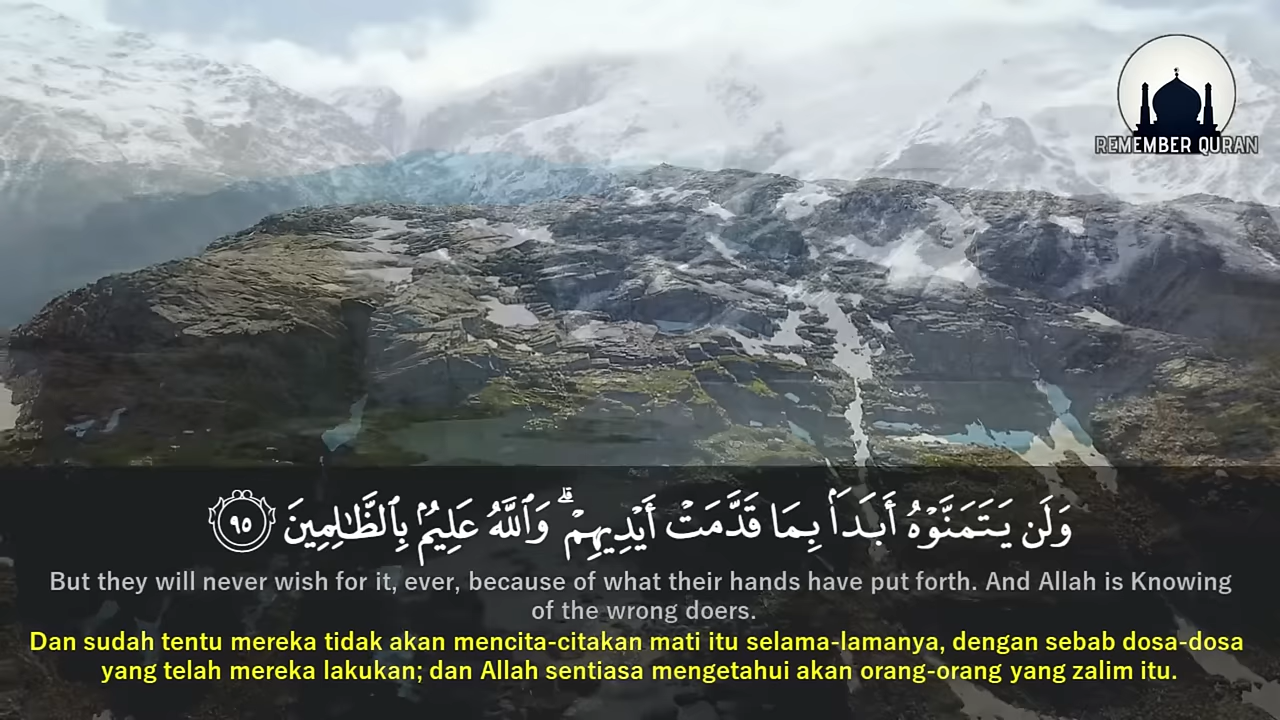 REMEMBER QURAN
وَلَن يَتَمَنَّوْهُ أَبَدَۢا بِمَا قَدَّمَتْ أَيْدِيهِمْ ۗ وَٱللَّهُ عَلِيمٌۢ بِٱلظَّٰلِمِينَ ٩٥
But they will never wish for it, ever, because of what their hands have put forth. And Allah is Knowing
of the wrong doers.
Dan sudah tentu mereka tidak akan mencita-citakan mati itu selama-lamanya, dengan sebab dosa-dosa
yang telah mereka lakukan; dan Allah sentiasa mengetahui akan orang-orang yang zalim itu.